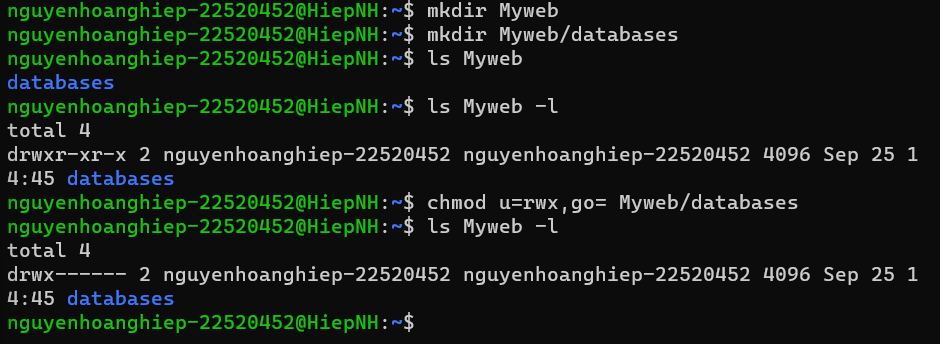 nguyenhoanghiep-22520452@HiepNH:~$ mkdir Myweb
nguyenhoanghiep-22520452@HiepNH:~$ mkdir Myweb/databases
nguyenhoanghiep-22520452@HiepNH:~$ ls Myweb
databases
nguyenhoanghiep-22520452@HiepNH:~$ ls Myweb -l
total 4
drwxr-xr-x 2 nguyenhoanghiep-22520452 nguyenhoanghiep-22520452 4096 Sep 25 1
4:45 databases
nguyenhoanghiep-22520452@HiepNH:~$ chmod u=rwx,go= Myweb/databases
nguyenhoanghiep-22520452@HiepNH:~$ ls Myweb -l
total 4
drwx------ 2 nguyenhoanghiep-22520452 nguyenhoanghiep-22520452 4096 Sep 25 1
4:45 databases
nguyenhoanghiep-22520452@HiepNH:~$